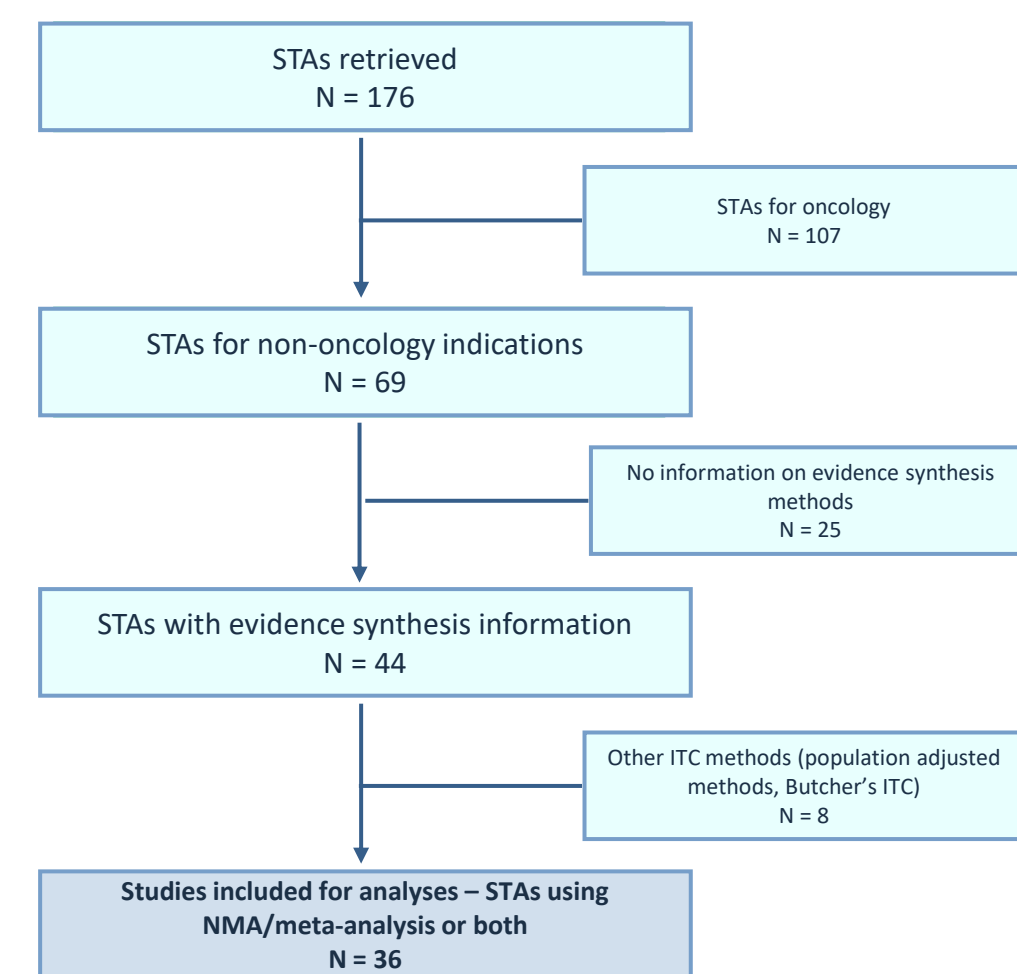 STAs retrieved
N = 176
STAs for oncology
N = 107
STAs for non-oncology indications
N = 69
No information on evidence synthesis
methods
N = 25
STAs with evidence synthesis information
N = 44
Other ITC methods (population adjusted
methods, Butcher’s ITC)
N = 8
Studies included for analyses – STAs using
NMA/meta-analysis or both
N = 36